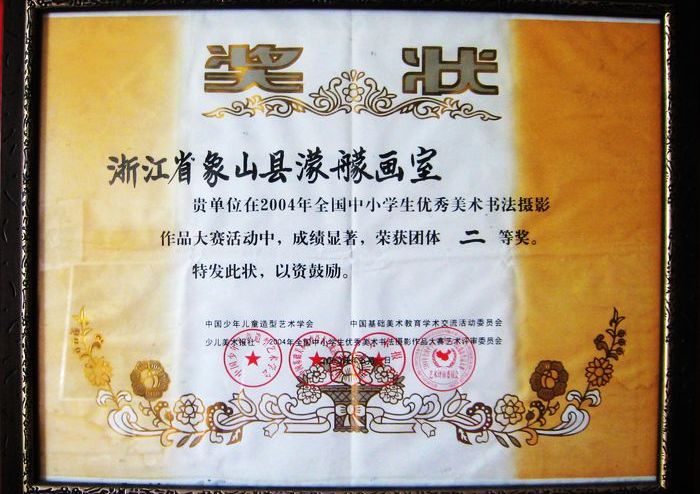 奖状
浙江省象山县濛艨画室
贵单位在2004年全国中小学生优秀美术书法摄影
作品大赛活动中，成绩显著，荣获团体 二 等奖。
特发此状，以资鼓励。
中国少年儿童造型艺术学会 中国基础美术教育学术交流活动委员会
少儿美术报社 2004年全国中小学生优秀美术书法摄影作品大赛艺术评审委员会